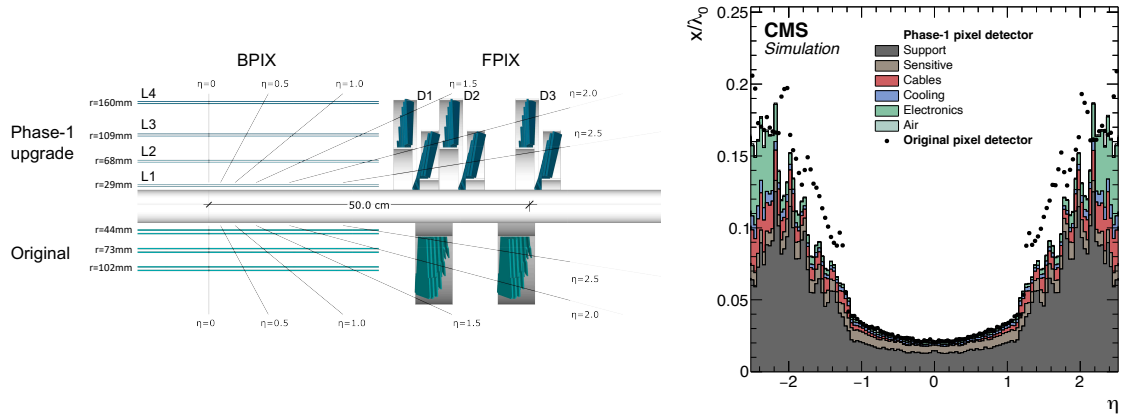 BPIX
FPIX
η=0
η=0.5
η=1.0
η=1.5
η=2.0
η=2.5
D1
D2
D3
L4
r=160mm
L3
r=109mm
L2
r=68mm
L1
r=29mm
Phase-1
upgrade
50.0 cm
Original
r=44mm
r=73mm
r=102mm
η=0
η=0.5
η=1.0
η=1.5
η=2.0
η=2.5
x/λ0
0.25
0.2
0.15
0.1
0.05
0
−2
−1
0
1
2
η
CMS
Simulation
Phase-1 pixel detector
Support
Sensitive
Cables
Cooling
Electronics
Air
Original pixel detector